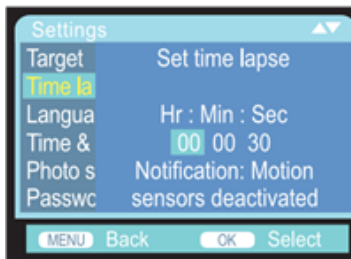 Settings
Target
Time la
Langua
Time &
Photo s
Passwc
Set time lapse
Hr : Min : Sec
00 00 30
Notification: Motion
sensors deactivated
MENU Back
OK Select